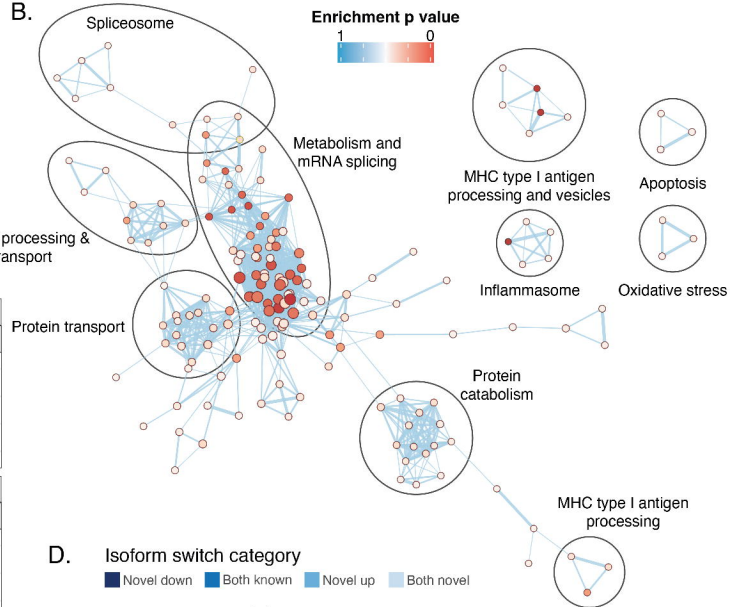 B.
Spliceosome
Enrichment p value
1 0
Metabolism and
mRNA splicing
MHC type I antigen
processing and vesicles
Apoptosis
processing &
Inflammasome
Oxidative stress
Protein transport
Protein
catabolism
MHC type I antigen
processing
D.
Isoform switch category
Novel down
Both known
Novel up
Both novel